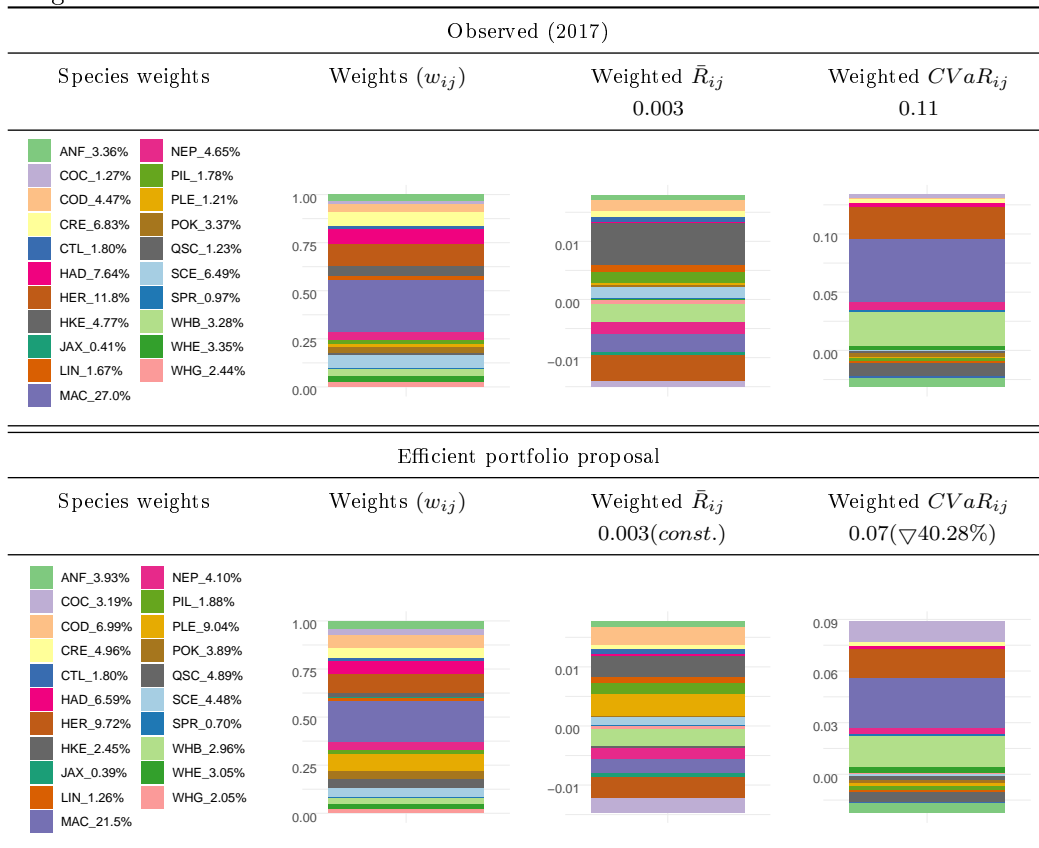 Observed (2017)
Species weights Weights (w_{ij}) Weighted R̄_{ij} Weighted CVaR_{ij}
0.003 0.11
ANF_3.36% NEP_4.65%
COC_1.27% PIL_1.78%
COD_4.47% PLE_1.21%
CRE_6.83% POK_3.37%
CTL_1.80% QSC_1.23%
HAD_7.64% SCE_6.49%
HER_11.8% SPR_0.97%
HKE_4.77% WHB_3.28%
JAX_0.41% WHE_3.35%
LIN_1.67% WHG_2.44%
MAC_27.0%
1.00
0.75
0.50
0.25
0.00
0.01
0.00
−0.01
0.10
0.05
0.00
Efficient portfolio proposal
Species weights Weights (w_{ij}) Weighted R̄_{ij} Weighted CVaR_{ij}
0.003(const.) 0.07(▽40.28%)
ANF_3.93% NEP_4.10%
COC_3.19% PIL_1.88%
COD_6.99% PLE_9.04%
CRE_4.96% POK_3.89%
CTL_1.80% QSC_4.89%
HAD_6.59% SCE_4.48%
HER_9.72% SPR_0.70%
HKE_2.45% WHB_2.96%
JAX_0.39% WHE_3.05%
LIN_1.26% WHG_2.05%
MAC_21.5%
1.00
0.75
0.50
0.25
0.00
0.01
0.00
−0.01
0.09
0.06
0.03
0.00